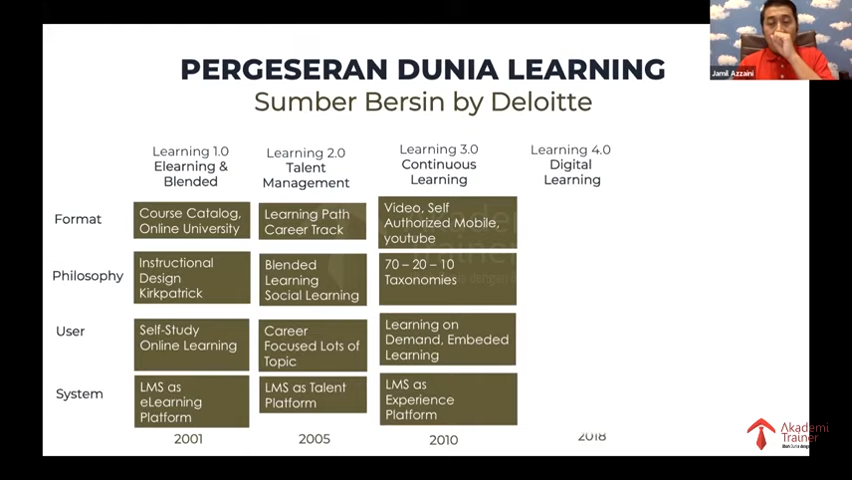 Jamil Azzaini
PERGESERAN DUNIA LEARNING
Sumber Bersin by Deloitte
Learning 1.0
Elearning &
Blended
Learning 2.0
Talent
Management
Learning 3.0
Continuous
Learning
Learning 4.0
Digital
Learning
Format
Course Catalog,
Online University
Learning Path
Career Track
Video, Self
Authorized Mobile,
youtube
Philosophy
Instructional
Design
Kirkpatrick
Blended
Learning
Social Learning
70 – 20 – 10
Taxonomies
User
Self-Study
Online Learning
Career
Focused Lots of
Topic
Learning on
Demand, Embeded
Learning
System
LMS as
eLearning
Platform
LMS as Talent
Platform
LMS as
Experience
Platform
2001
2005
2010
2018
Akademi
Trainer